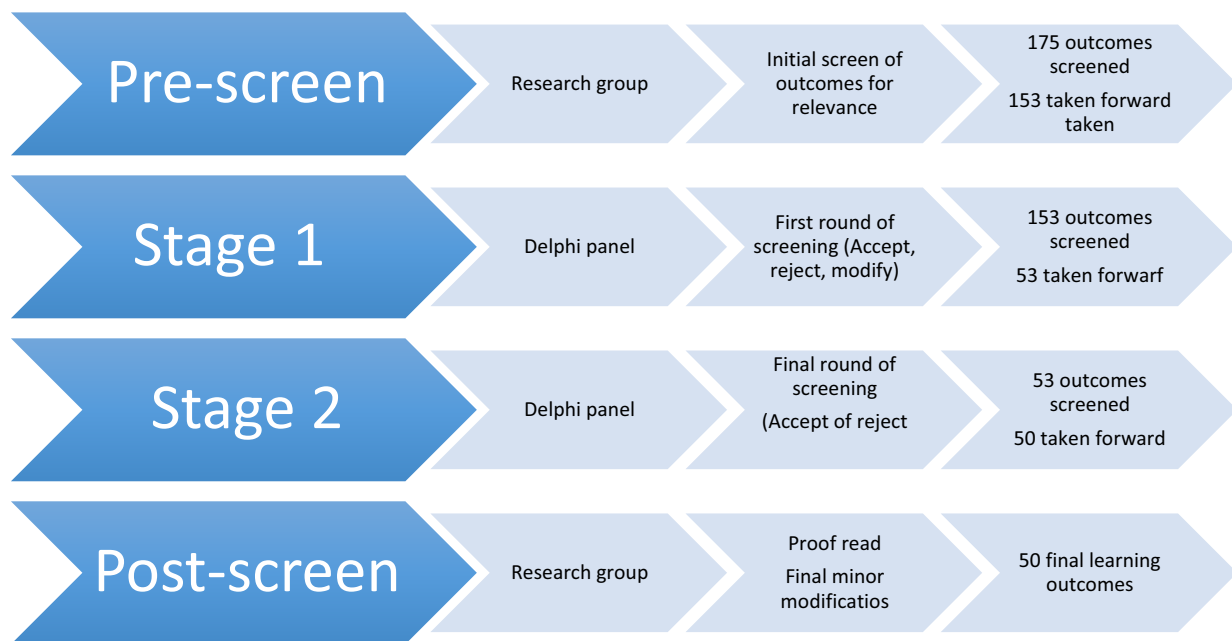 Pre-screen
Research group
Initial screen of
outcomes for
relevance
175 outcomes
screened
153 taken forward
taken
Stage 1
Delphi panel
First round of
screening (Accept,
reject, modify)
153 outcomes
screened
53 taken forwarf
Stage 2
Delphi panel
Final round of
screening
(Accept of reject
53 outcomes
screened
50 taken forward
Post-screen
Research group
Proof read
Final minor
modificatios
50 final learning
outcomes